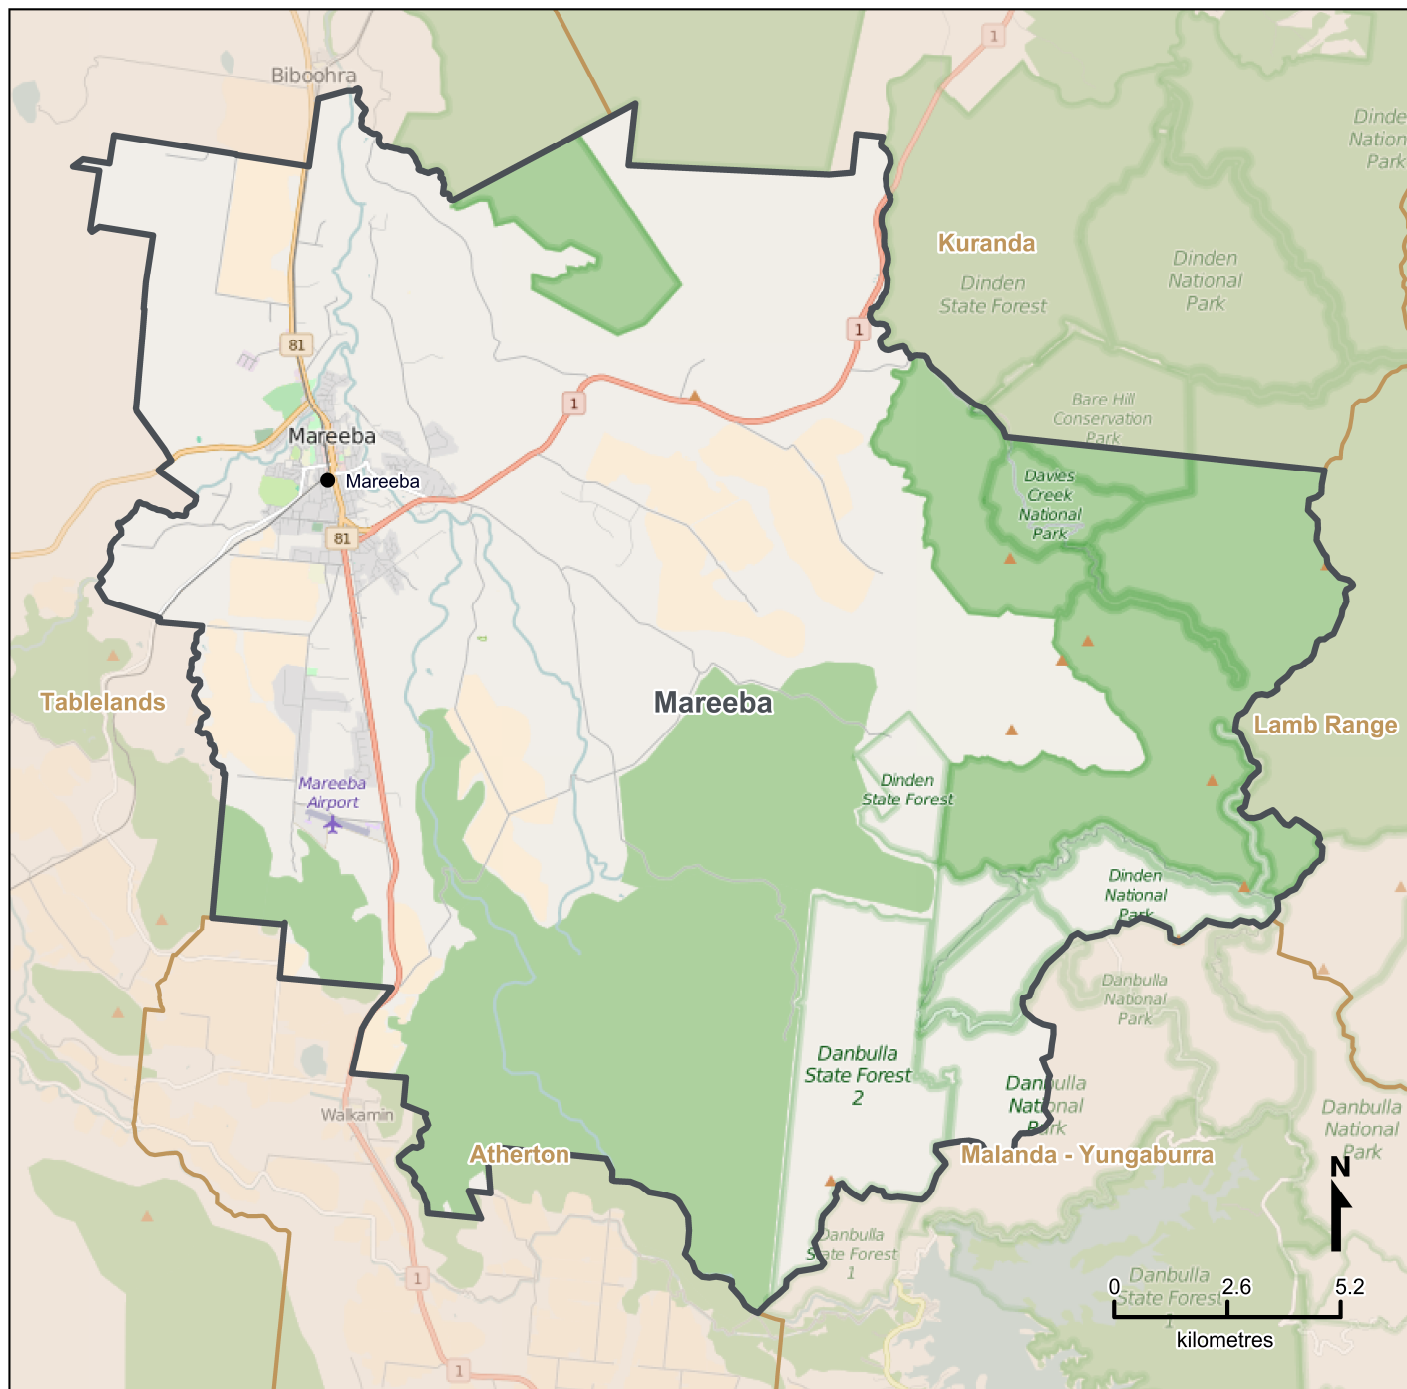 1
Biboohra
Dinde
Nation
Park
Kuranda
Dinden
State Forest
Dinden
National
Park
81
1
1
Bare Hill
Conservation
Park
Mareeba
Mareeba
Davies
Creek
National
Park
81
Tablelands
Mareeba
Lamb Range
Mareeba
Airport
Dinden
State Forest
Dinden
National
Park
Danbulla
National
Park
Danbulla
State Forest
2
Danbulla
National
Park
Walkamin
Danbulla
National
Park
Atherton
Malanda - Yungaburra
N
Danbulla
State Forest
1
Danbulla
State Forest
1
0 2.6 5.2
kilometres
1
1